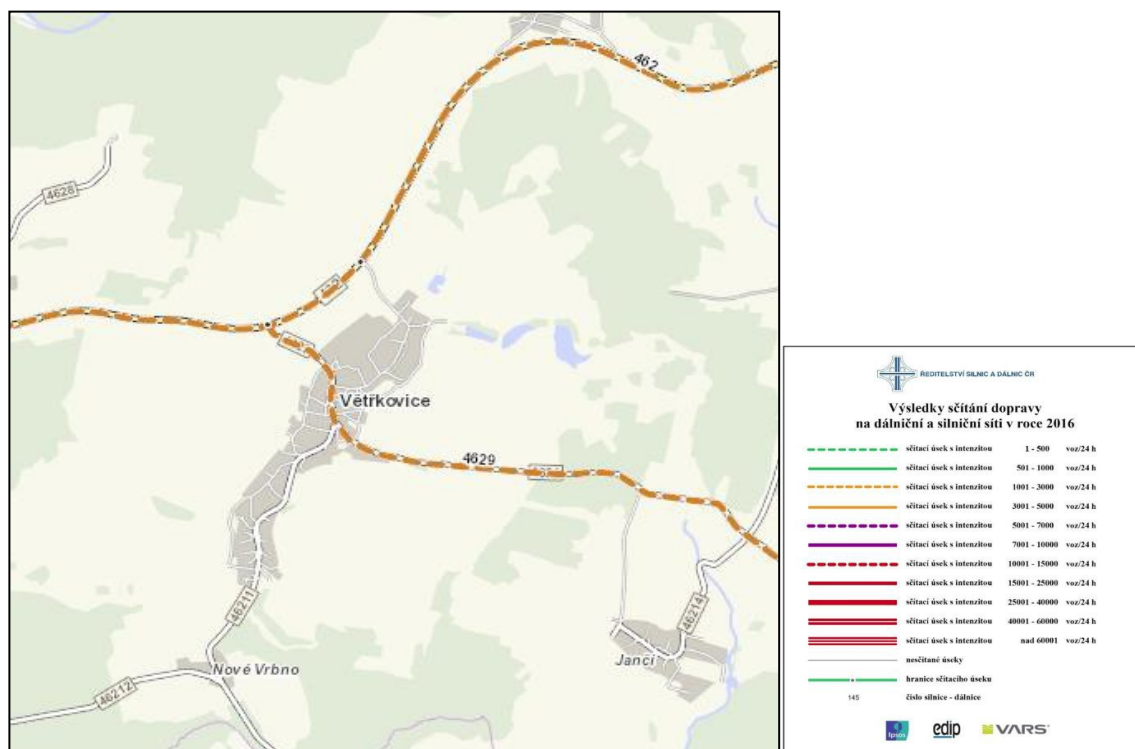 462
4628
Větřkovice
4629
46211
46214
Nové Vrbno
Jančí
46212
ŘEDITELSTVÍ SILNIC A DÁLNIC ČR
Výsledky sčítání dopravy
na dálniční a silniční síti v roce 2016
sčítací úsek s intenzitou 1 - 500 voz/24 h
sčítací úsek s intenzitou 501 - 1000 voz/24 h
sčítací úsek s intenzitou 1001 - 3000 voz/24 h
sčítací úsek s intenzitou 3001 - 5000 voz/24 h
sčítací úsek s intenzitou 5001 - 7000 voz/24 h
sčítací úsek s intenzitou 7001 - 10000 voz/24 h
sčítací úsek s intenzitou 10001 - 15000 voz/24 h
sčítací úsek s intenzitou 15001 - 25000 voz/24 h
sčítací úsek s intenzitou 25001 - 40000 voz/24 h
sčítací úsek s intenzitou 40001 - 60000 voz/24 h
sčítací úsek s intenzitou nad 60001 voz/24 h
nesčítané úseky
hranice sčítacího úseku
145 číslo silnice - dálnice
Ipsos edip VARS